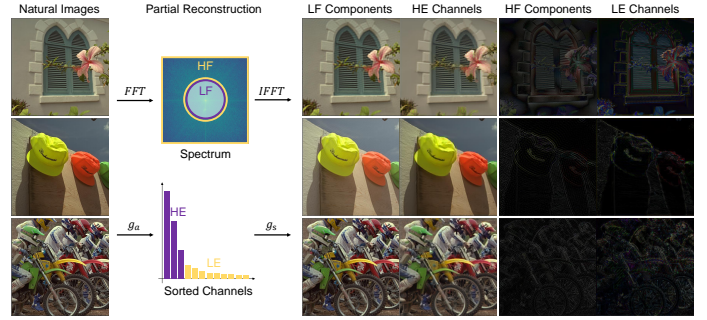 Natural Images
Partial Reconstruction
LF Components
HE Channels
HF Components
LE Channels
HF
LF
FFT
IFFT
Spectrum
HE
LE
g_a
g_s
Sorted Channels